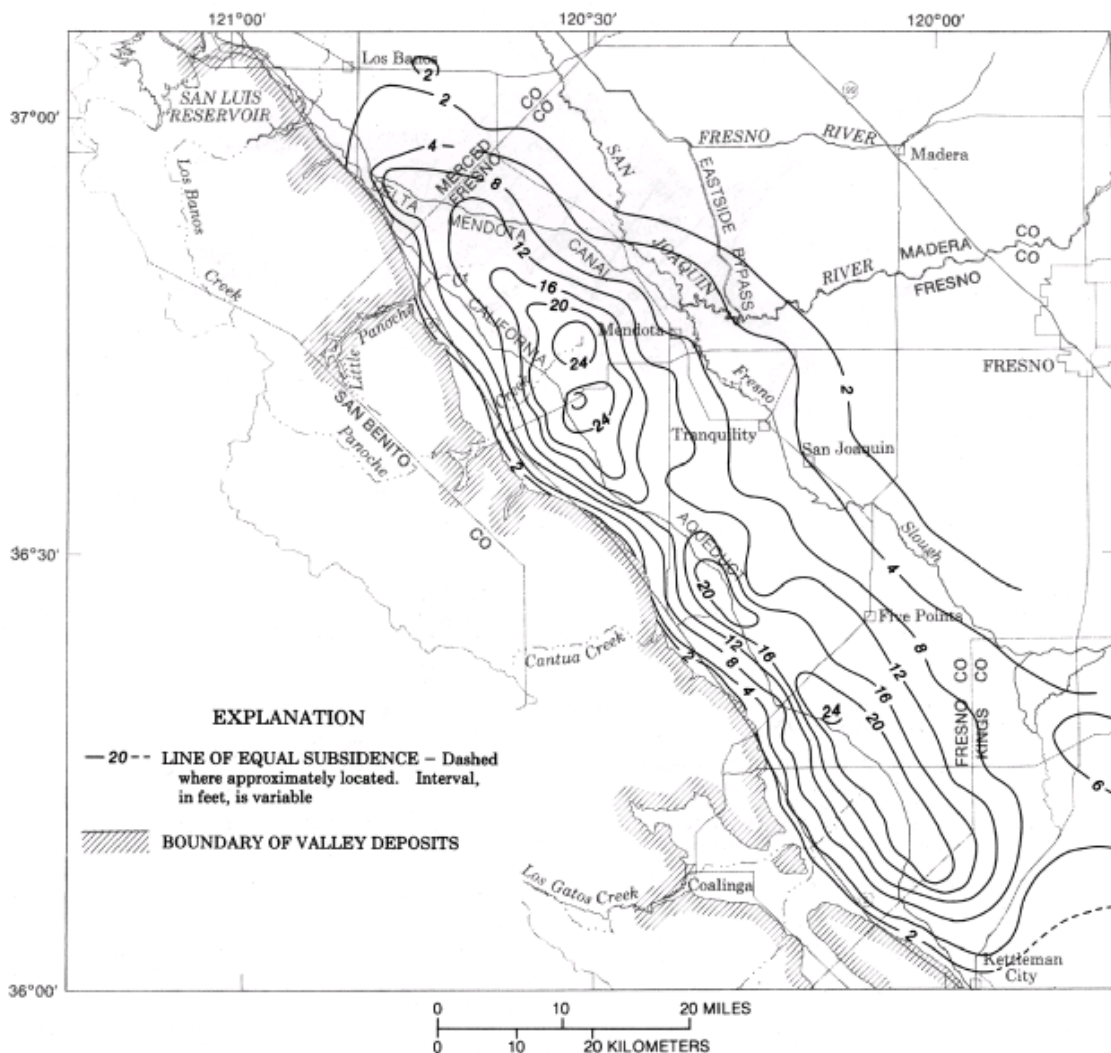 121°00'
120°30'
120°00'
37°00'
36°30'
36°00'
Los Banos
2
SAN LUIS
RESERVOIR
2
CO
CO
199
FRESNO RIVER
Madera
SAN
JOAQUIN
RIVER
EASTSIDE BYPASS
4
MERCED
FRESNO
8
DELTA
MENDOTA
CANAL
Los Banos
Creek
CO
CO
MADERA
FRESNO
12
16
20
CALIFORNIA
Mendota
24
24
Little Panoche
Creek
Fresno
FRESNO
2
SAN BENITO
CO
Panoche
Tranquility
San Joaquin
2
AQUEDUCT
Slough
4
20
Five Points
Cantua Creek
2
12
8
4
16
8
12
16
20
24
FRESNO CO
KINGS CO
6
EXPLANATION
20 LINE OF EQUAL SUBSIDENCE – Dashed
where approximately located. Interval,
in feet, is variable
BOUNDARY OF VALLEY DEPOSITS
Los Gatos Creek
Coalinga
2
Kettleman
City
0 10 20 MILES
0 10 20 KILOMETERS